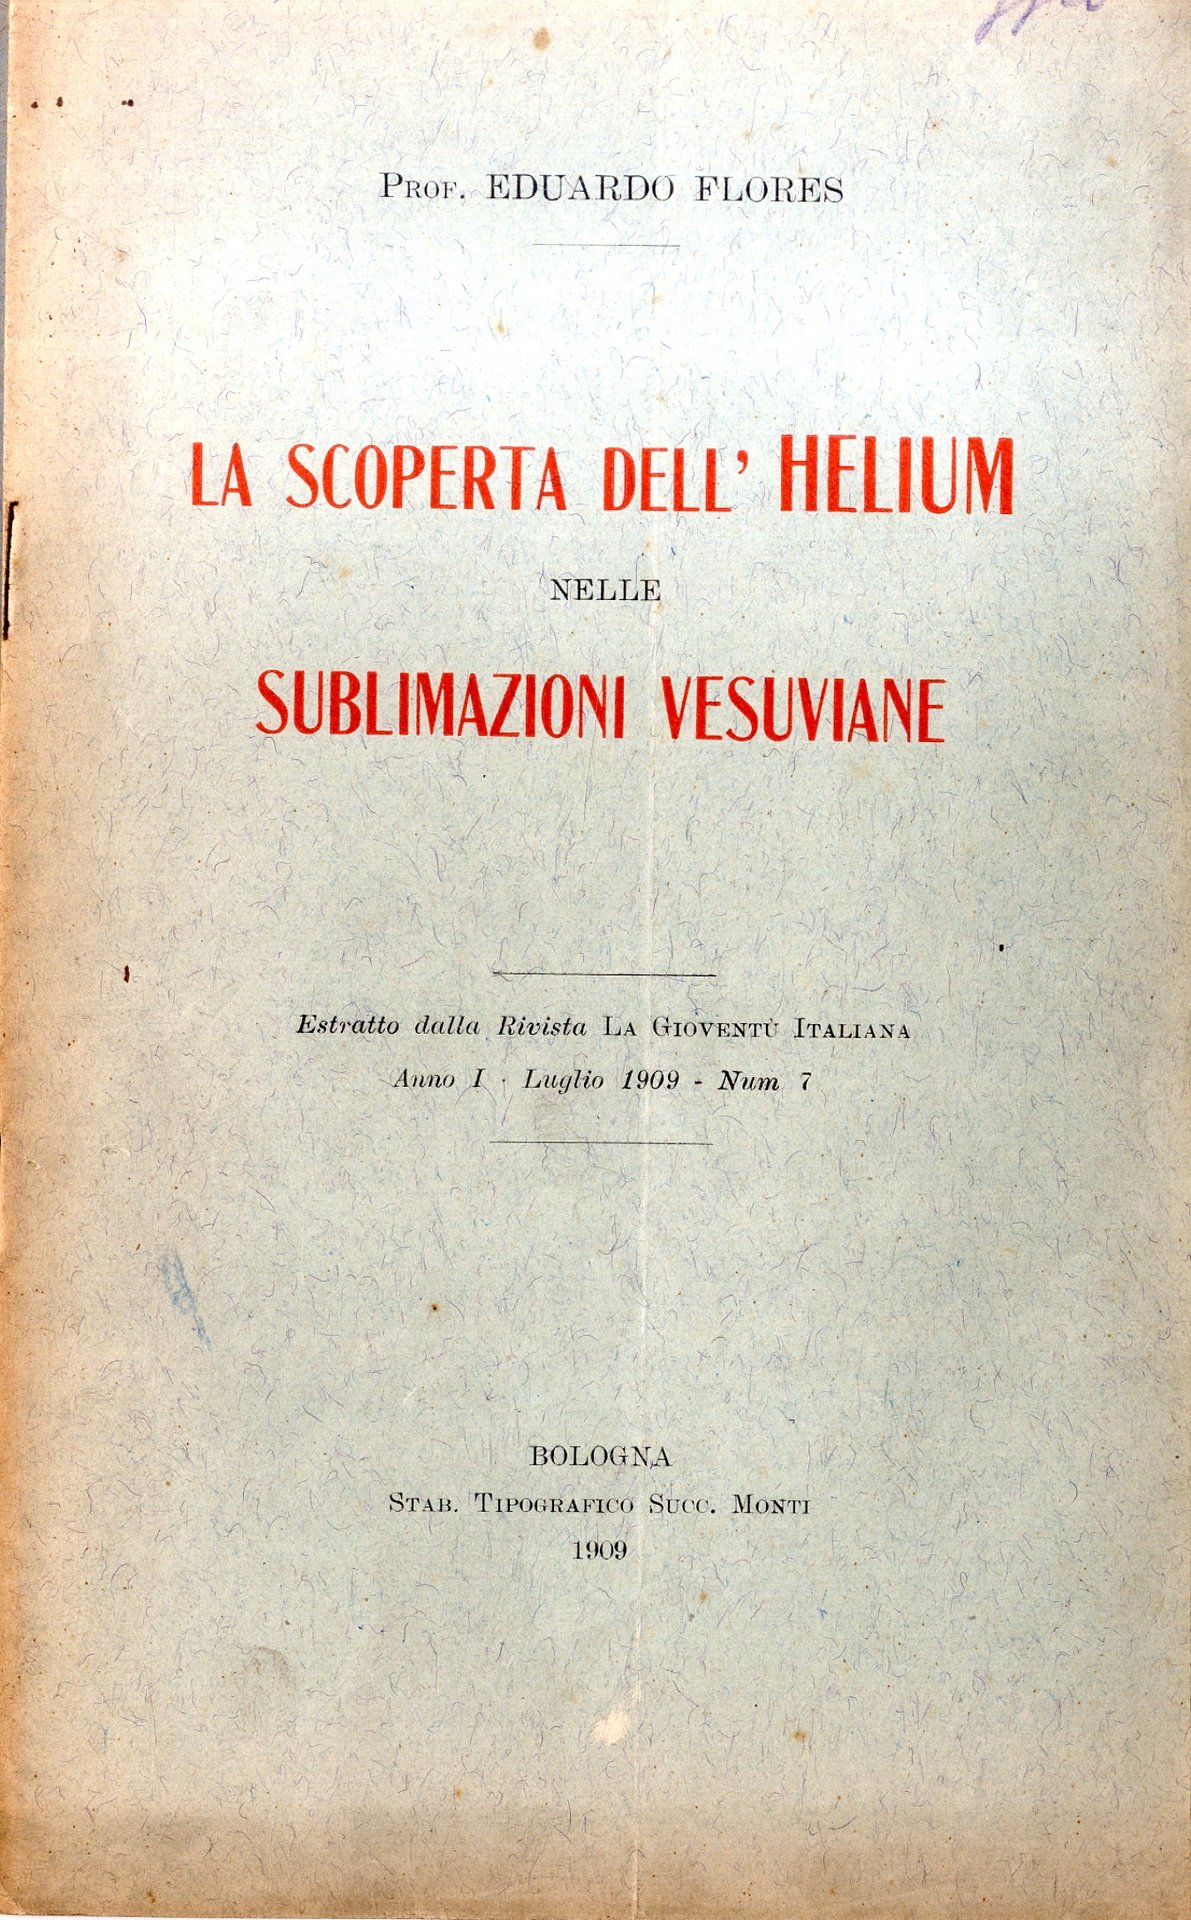 Prof. EDUARDO FLORES
LA SCOPERTA DELL' HELIUM
NELLE
SUBLIMAZIONI VESUVIANE
Estratto dalla Rivista La Gioventù Italiana
Anno I · Luglio 1909 - Num 7
BOLOGNA
Stab. Tipografico Succ. Monti
1909